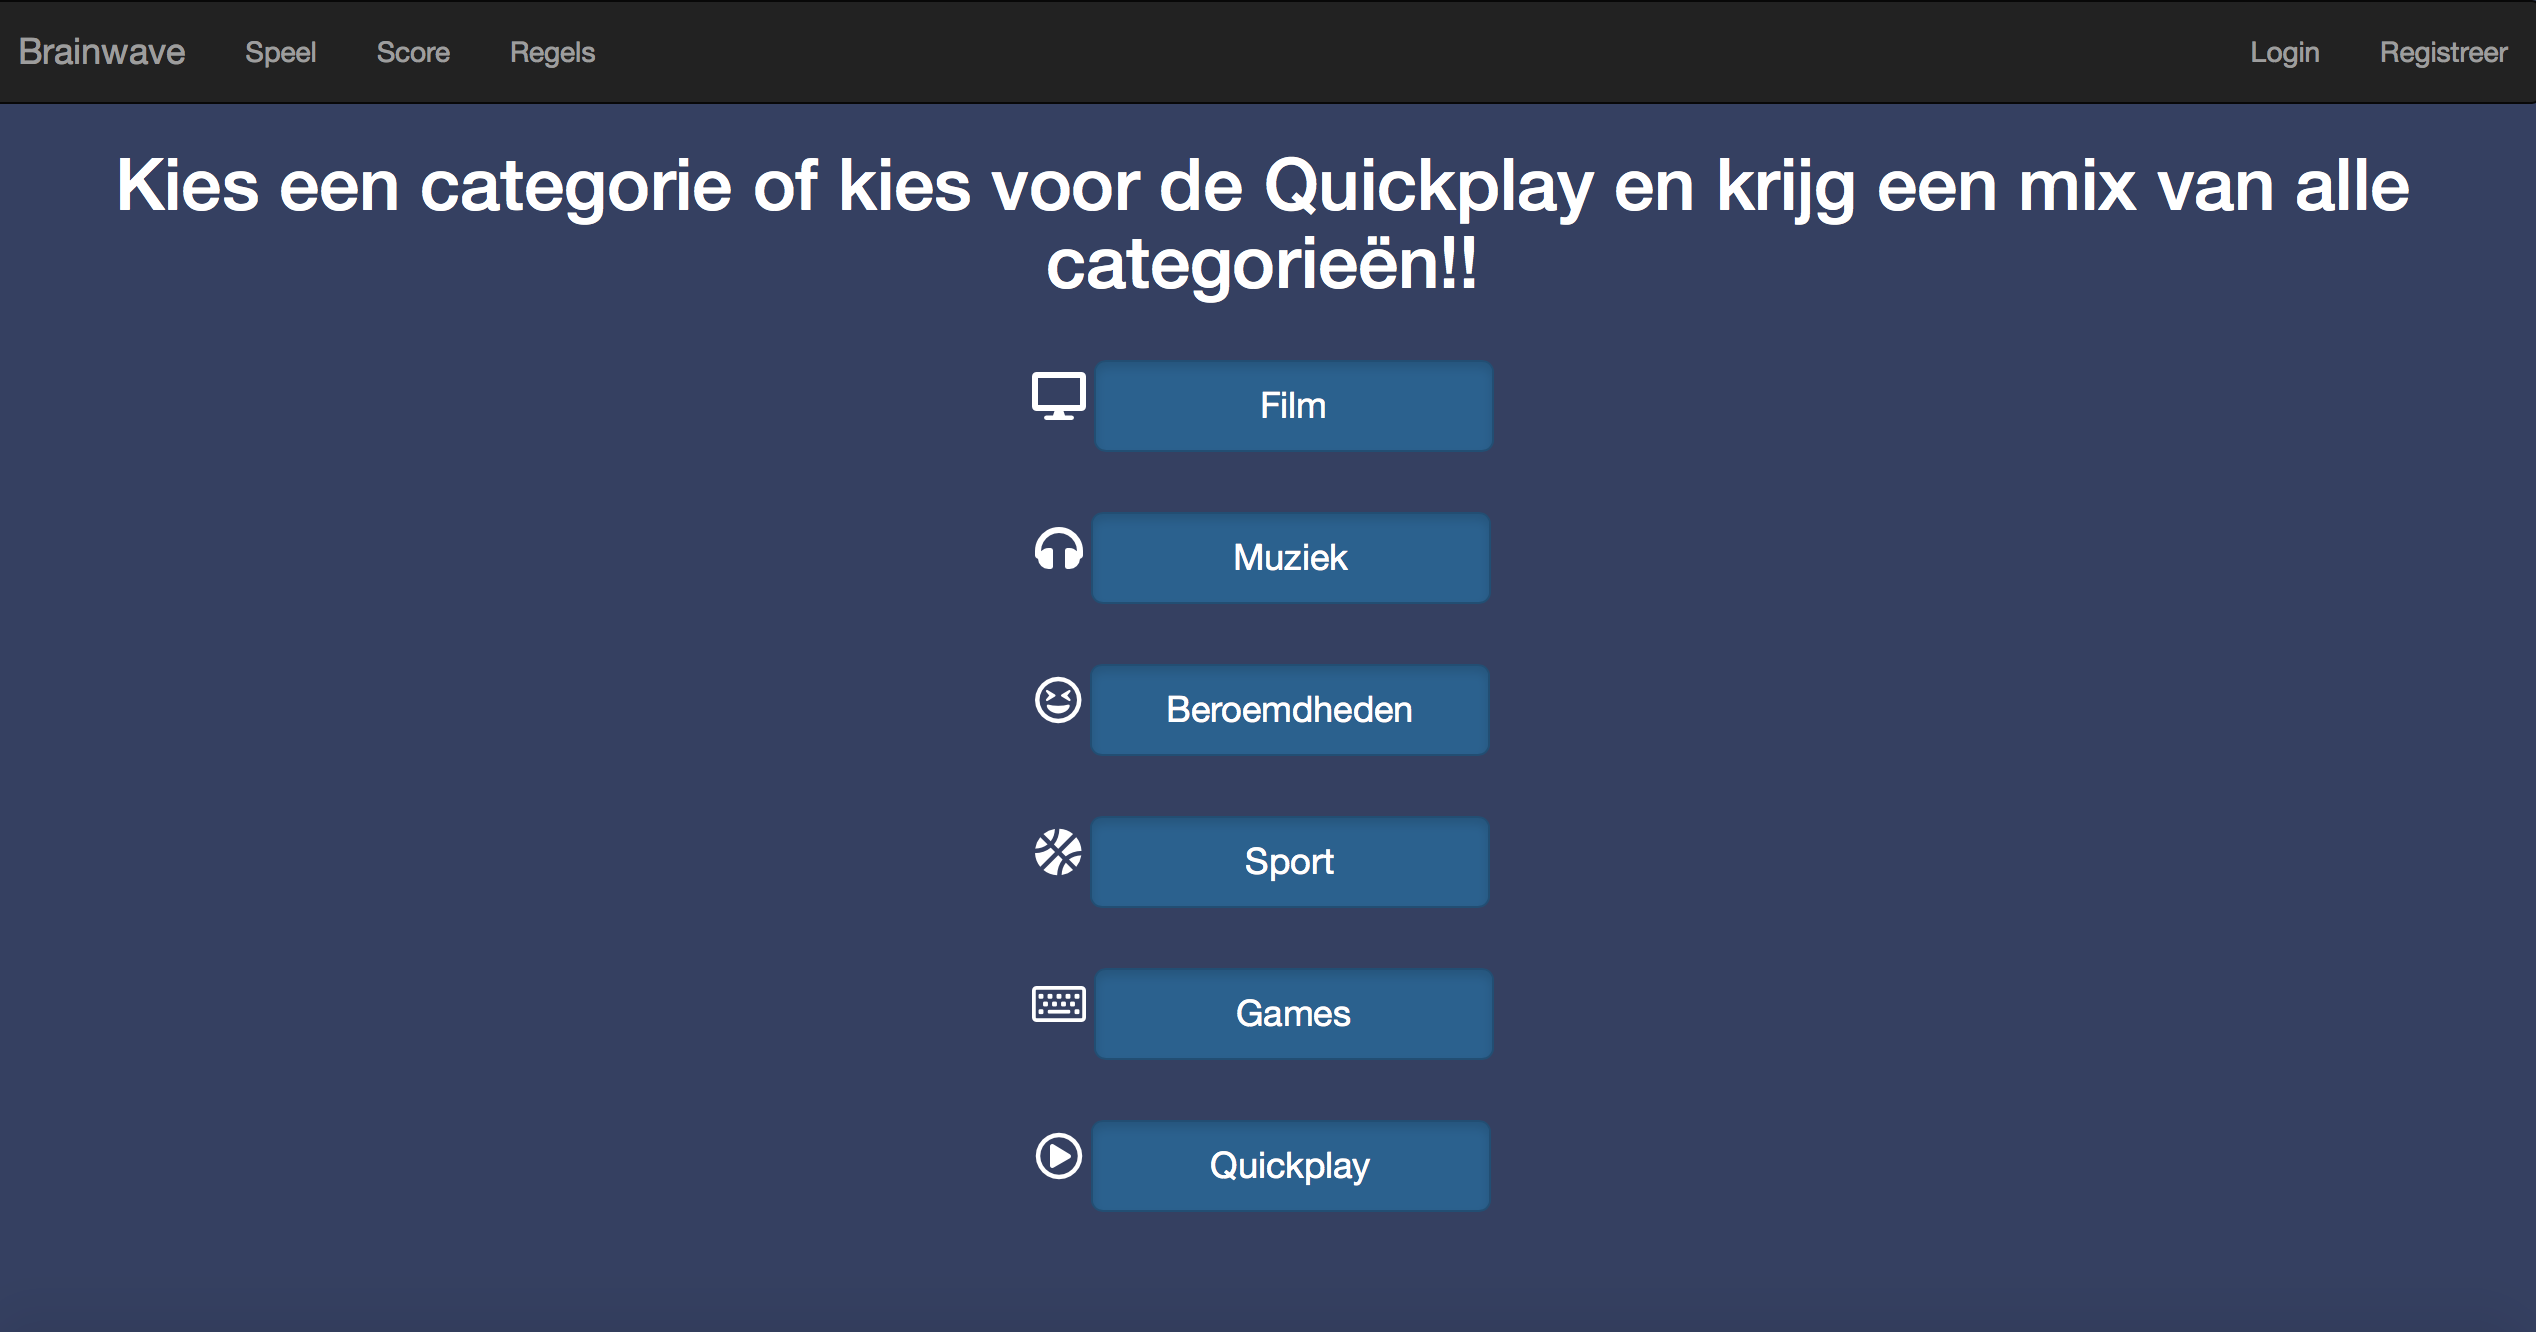 Brainwave Speel Score Regels Login Registreer
Kies een categorie of kies voor de Quickplay en krijg een mix van alle
categorieën!!
Film
Muziek
Beroemdheden
Sport
Games
Quickplay